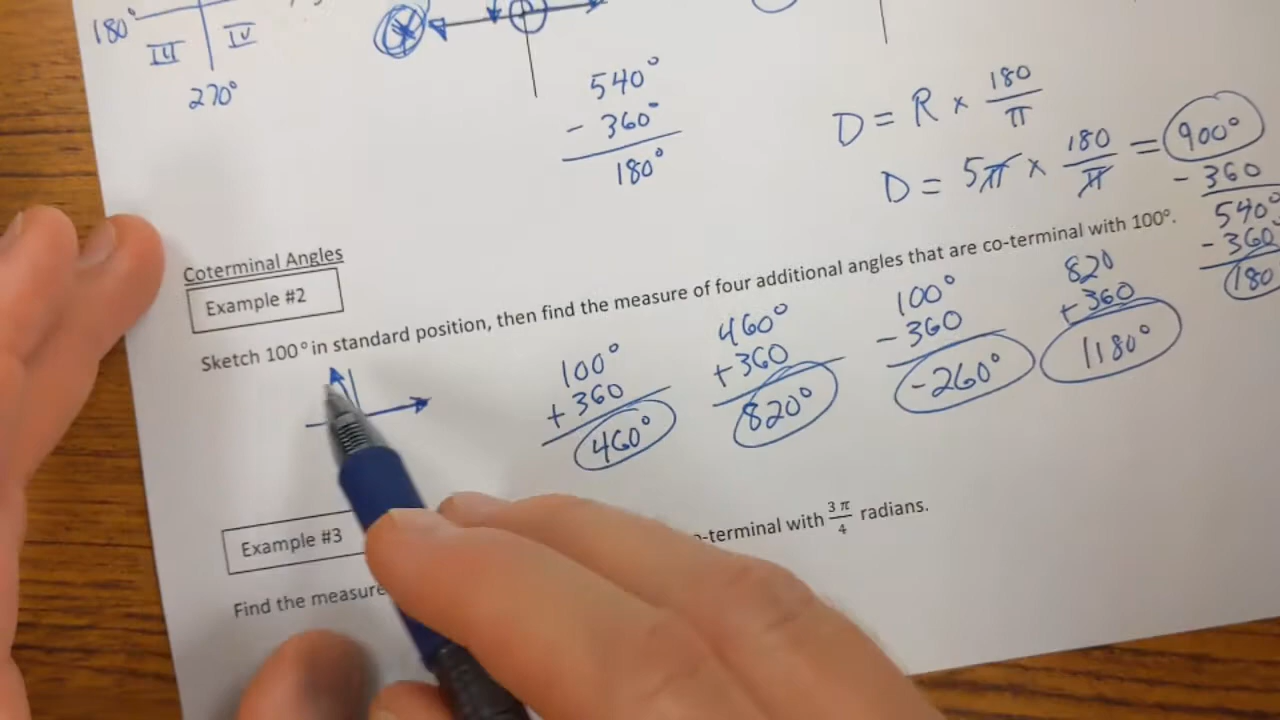 180°
III
IV
270°
540°
- 360°
180°
D = R × 180/π
D = 5π × 180/π = 900°
- 360
540°
- 360°
180
Coterminal Angles
Example #2
Sketch 100° in standard position, then find the measure of four additional angles that are co-terminal with 100°.
100°
+ 360
460°
460°
+ 360
820°
100°
- 360
-260°
820
+ 360
1180°
Example #3
Find the measure
-terminal with 3π/4 radians.